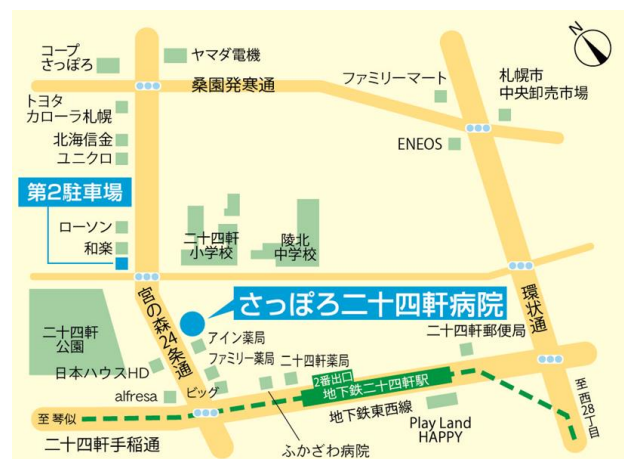 N
コープ
さっぽろ
ヤマダ電機
桑園発寒通
ファミリーマート
札幌市
中央卸売市場
トヨタ
カローラ札幌
ENEOS
北海信金
ユニクロ
第2駐車場
ローソン
和楽
二十四軒
小学校
陵北
中学校
宮の森24条通
さっぽろ二十四軒病院
環状通
二十四軒
公園
アイン薬局
二十四軒郵便局
ファミリー薬局
二十四軒薬局
日本ハウスHD
2番出口
地下鉄二十四軒駅
alfresa
ビッグ
至西28丁目
地下鉄東西線
至琴似
Play Land
HAPPY
二十四軒手稲通
ふかざわ病院